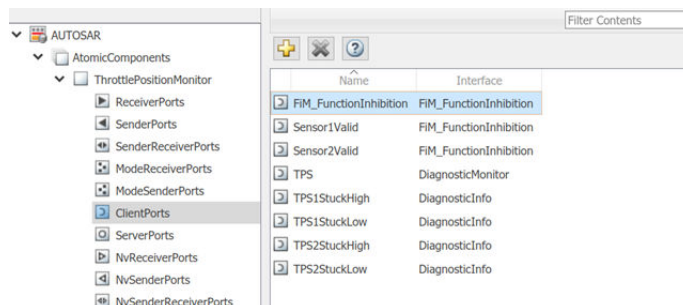 Filter Contents
AUTOSAR
AtomicComponents
ThrottlePositionMonitor
ReceiverPorts
SenderPorts
SenderReceiverPorts
ModeReceiverPorts
ModeSenderPorts
ClientPorts
ServerPorts
NvReceiverPorts
NvSenderPorts
NvSenderReceiverPorts
Name Interface
FiM_FunctionInhibition FiM_FunctionInhibition
Sensor1Valid FiM_FunctionInhibition
Sensor2Valid FiM_FunctionInhibition
TPS DiagnosticMonitor
TPS1StuckHigh DiagnosticInfo
TPS1StuckLow DiagnosticInfo
TPS2StuckHigh DiagnosticInfo
TPS2StuckLow DiagnosticInfo